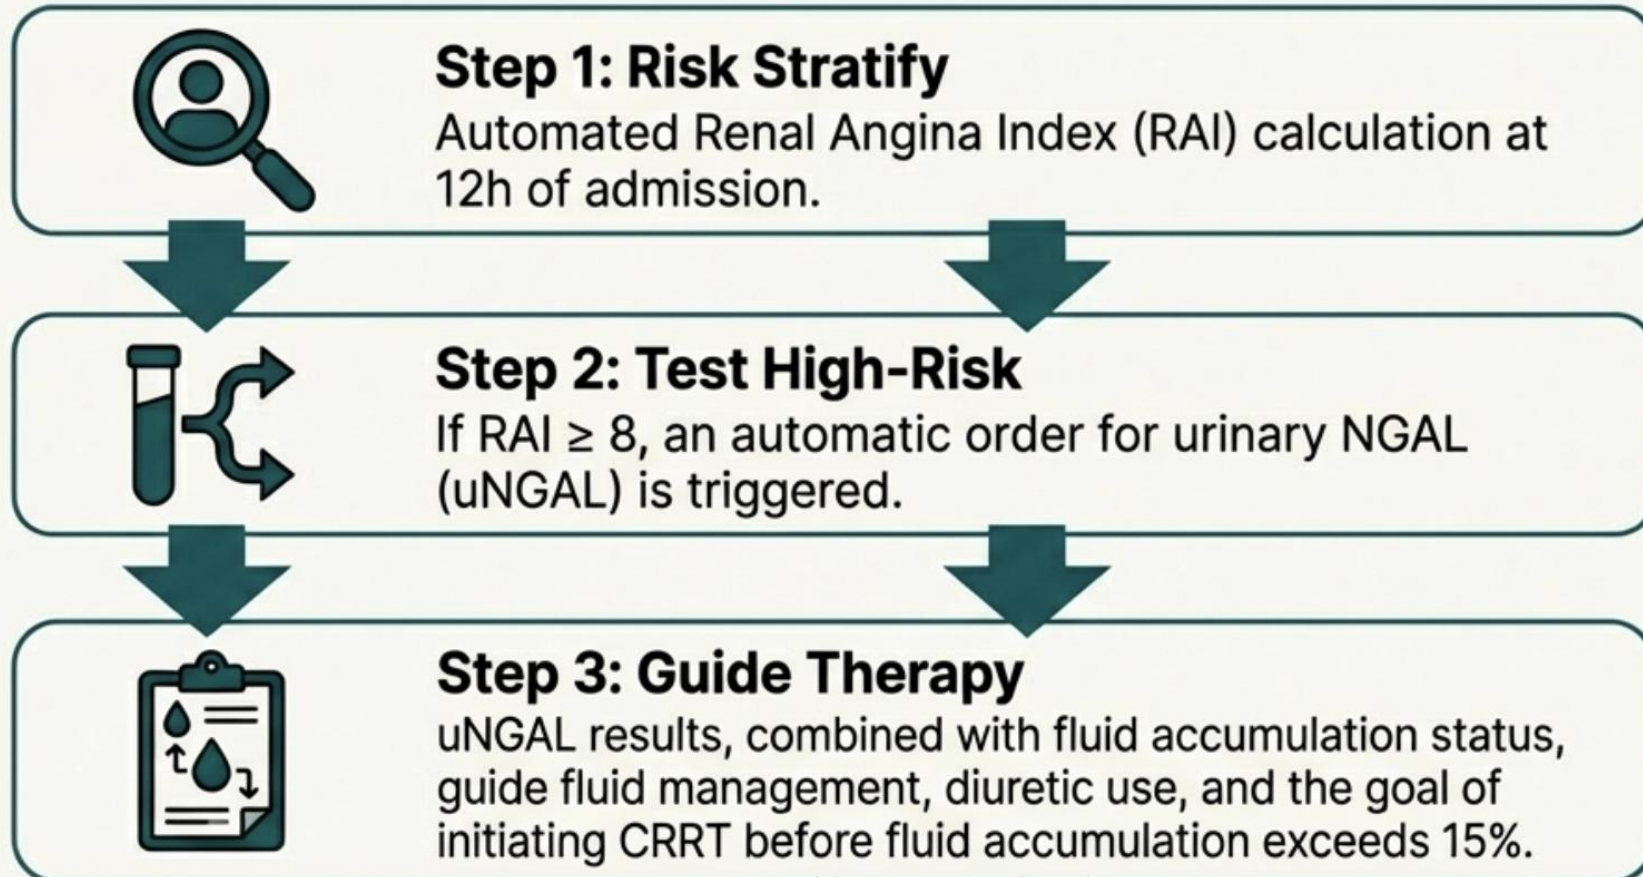 Step 1: Risk Stratify
Automated Renal Angina Index (RAI) calculation at
12h of admission.
Step 2: Test High-Risk
If RAI ≥ 8, an automatic order for urinary NGAL
(uNGAL) is triggered.
Step 3: Guide Therapy
uNGAL results, combined with fluid accumulation status,
guide fluid management, diuretic use, and the goal of
initiating CRRT before fluid accumulation exceeds 15%.